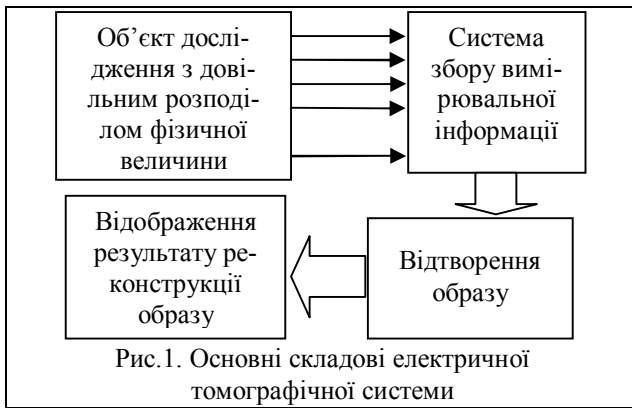 Об’єкт дослі-
дження з дові-
льним розподі-
лом фізичної
величини
Система
збору вимі-
рювальної
інформації
Відображення
результату ре-
конструкції
образу
Відтворення
образу
Рис.1. Основні складові електричної
томографічної системи